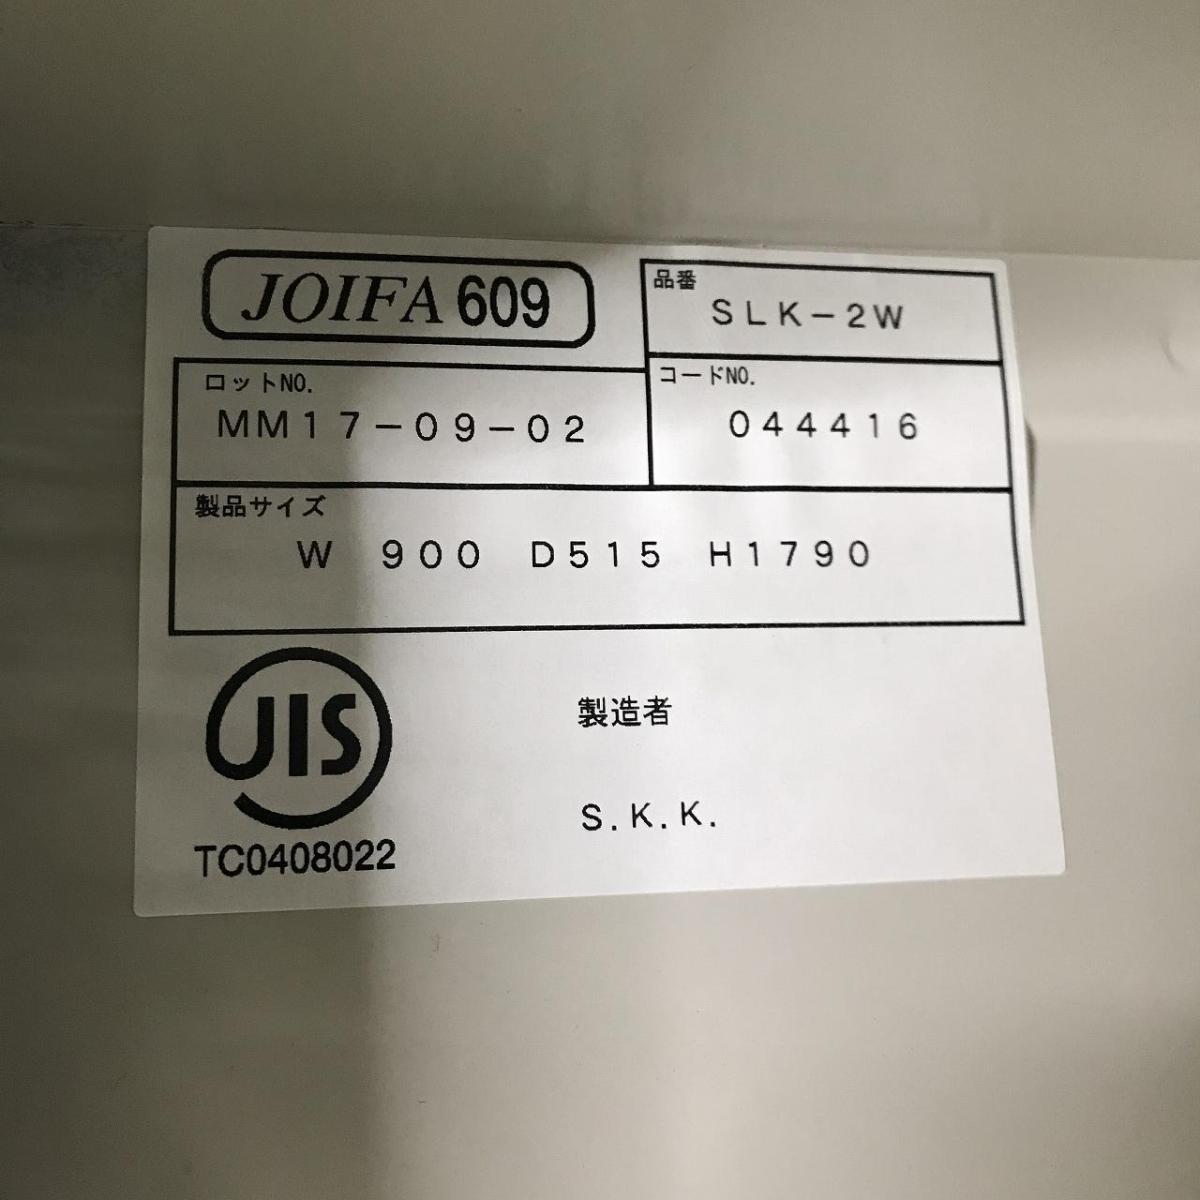 JOIFA 609
品番
SLK-2W
ロットNO.
MM17-09-02
コードNO.
044416
製品サイズ
W 900 D515 H1790
JIS
TC0408022
製造者
S.K.K.